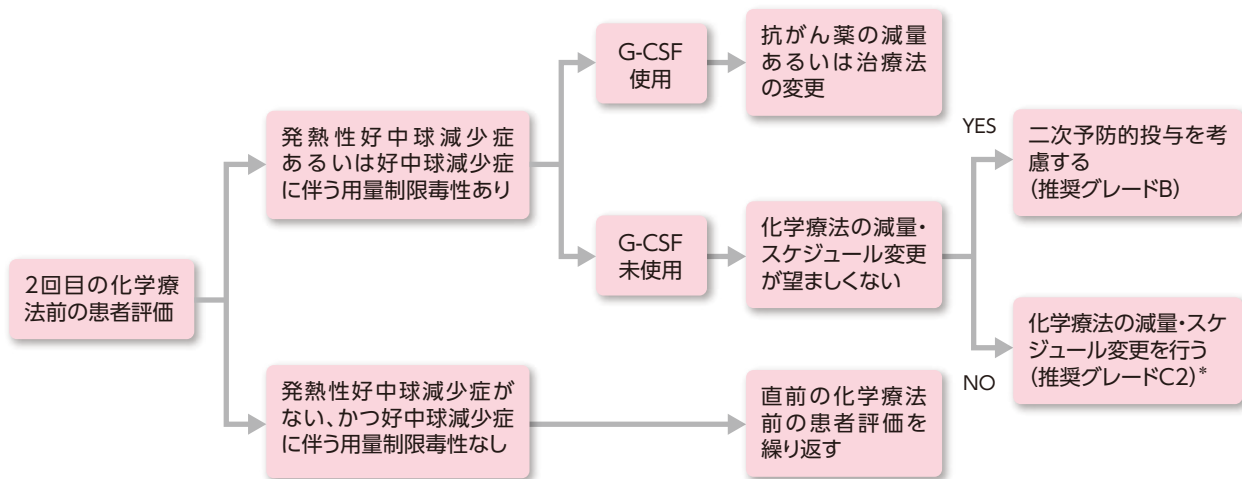 2回目の化学療
法前の患者評価
発熱性好中球減少症
あるいは好中球減少症
に伴う用量制限毒性あり
G-CSF
使用
抗がん薬の減量
あるいは治療法
の変更
G-CSF
未使用
化学療法の減量・
スケジュール変更
が望ましくない
YES
二次予防的投与を考
慮する
(推奨グレードB)
NO
化学療法の減量・スケ
ジュール変更を行う
(推奨グレードC2)*
発熱性好中球減少症が
ない、かつ好中球減少症
に伴う用量制限毒性なし
直前の化学療法
前の患者評価を
繰り返す